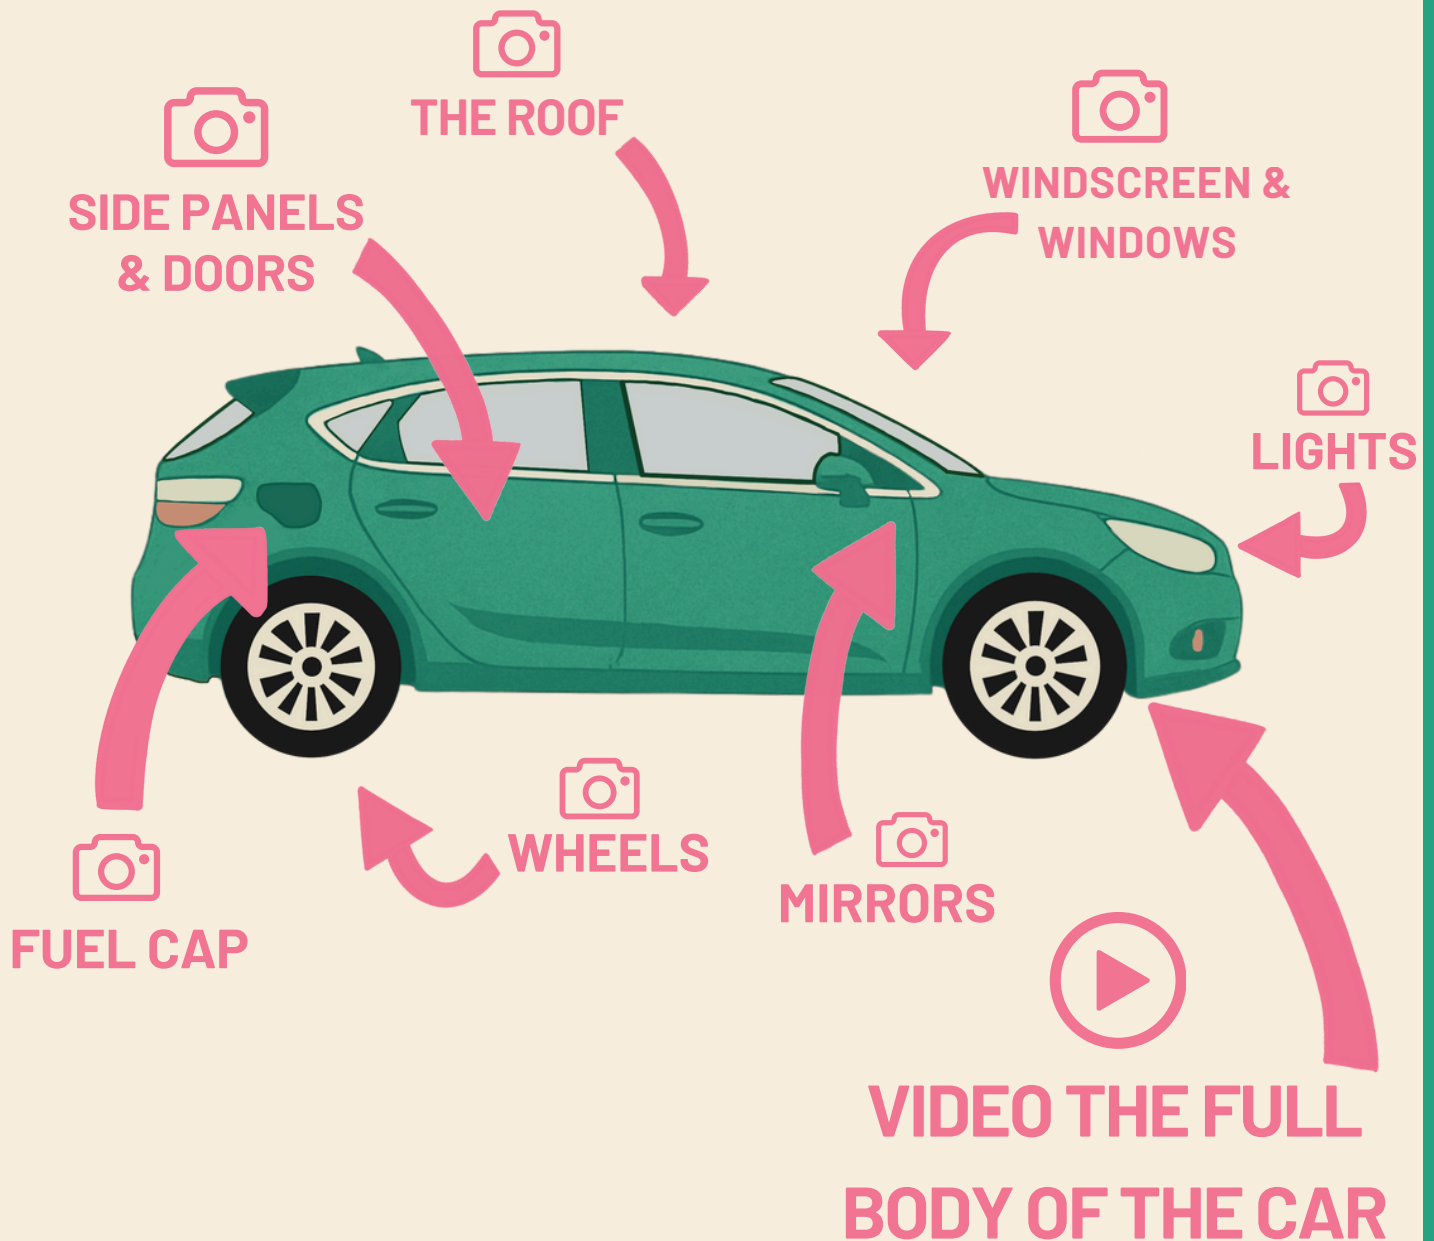 THE ROOF
SIDE PANELS
& DOORS
WINDSCREEN &
WINDOWS
LIGHTS
WHEELS
MIRRORS
FUEL CAP
VIDEO THE FULL
BODY OF THE CAR